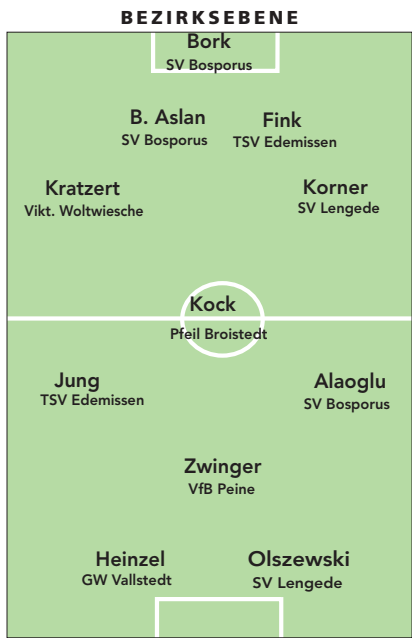 BEZIRKSEBENE
Bork
SV Bosporus
B. Aslan
SV Bosporus
Fink
TSV Edemissen
Kratzert
Vikt. Woltwiesche
Korner
SV Lengede
Kock
Pfeil Broistedt
Jung
TSV Edemissen
Alaoglu
SV Bosporus
Zwinger
VfB Peine
Heinzel
GW Vallstedt
Olszewski
SV Lengede